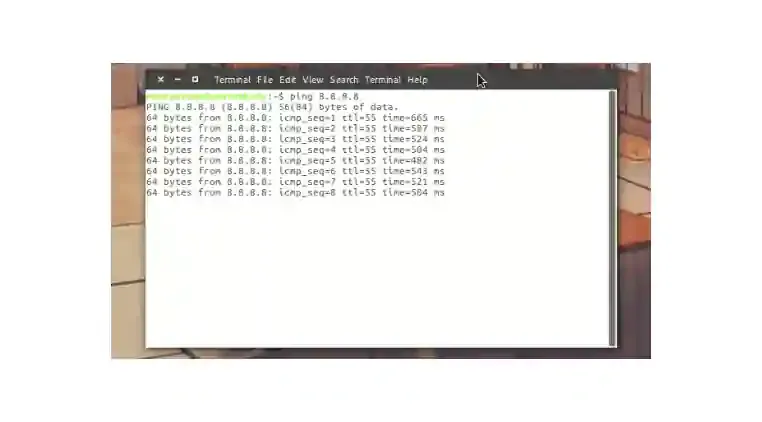 Terminal File Edit View Search Terminal Help
:~$ ping 8.8.8.8
PING 8.8.8.8 (8.8.8.8) 56(84) bytes of data.
64 bytes from 8.8.8.8: icmp_seq=1 ttl=55 time=665 ms
64 bytes from 8.8.8.8: icmp_seq=2 ttl=55 time=507 ms
64 bytes from 8.8.8.8: icmp_seq=3 ttl=55 time=524 ms
64 bytes from 8.8.8.8: icmp_seq=4 ttl=55 time=504 ms
64 bytes from 8.8.8.8: icmp_seq=5 ttl=55 time=482 ms
64 bytes from 8.8.8.8: icmp_seq=6 ttl=55 time=543 ms
64 bytes from 8.8.8.8: icmp_seq=7 ttl=55 time=521 ms
64 bytes from 8.8.8.8: icmp_seq=8 ttl=55 time=504 ms